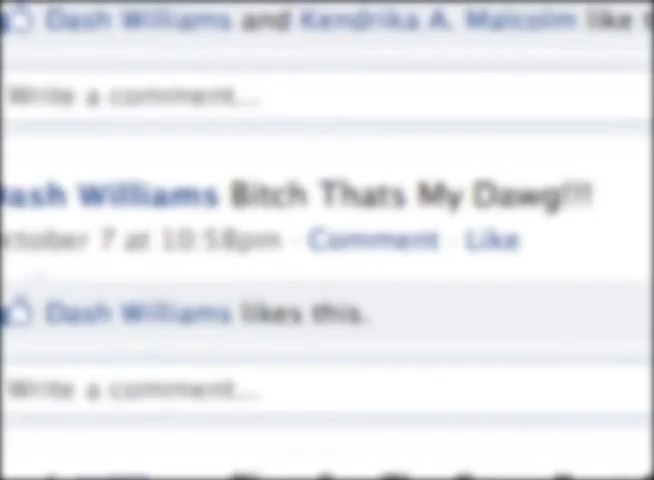 Dash Williams and Kendrika A. Malcolm like
Write a comment...
Dash Williams Bitch Thats My Dawg!!!
October 7 at 10:58pm · Comment · Like
Dash Williams likes this.
Write a comment...